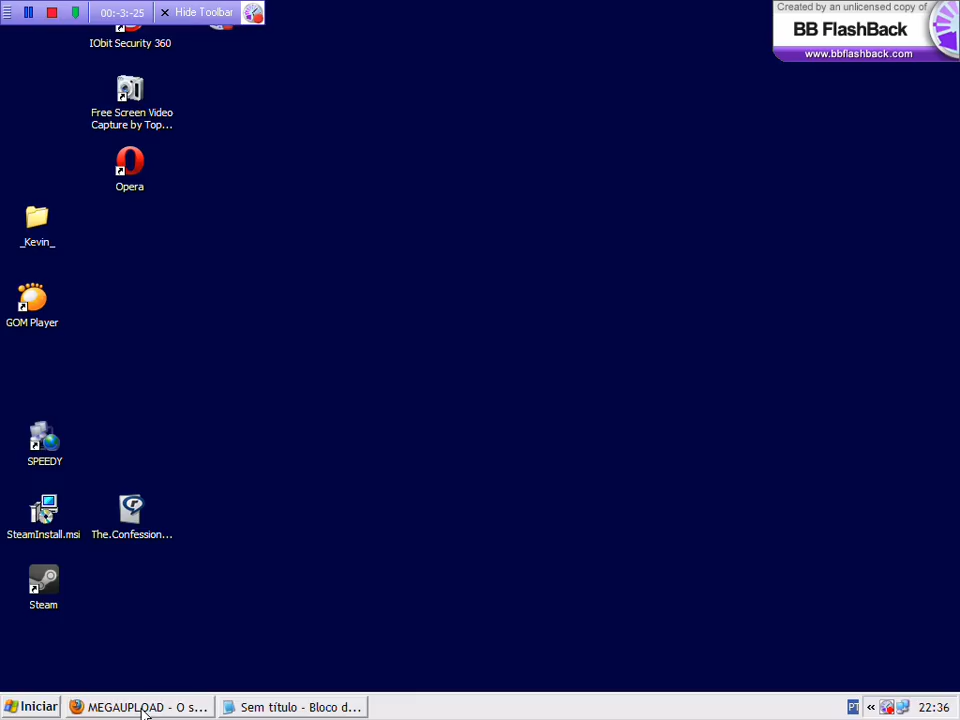 00:-3:-25
Hide Toolbar
Created by an unlicensed copy of
BB FlashBack
www.bbflashback.com
IObit Security 360
Free Screen Video
Capture by Top...
Opera
_Kevin_
GOM Player
SPEEDY
SteamInstall.msi
The.Confession...
Steam
Iniciar
MEGAUPLOAD - O s...
Sem título - Bloco d...
PT
«
22:36